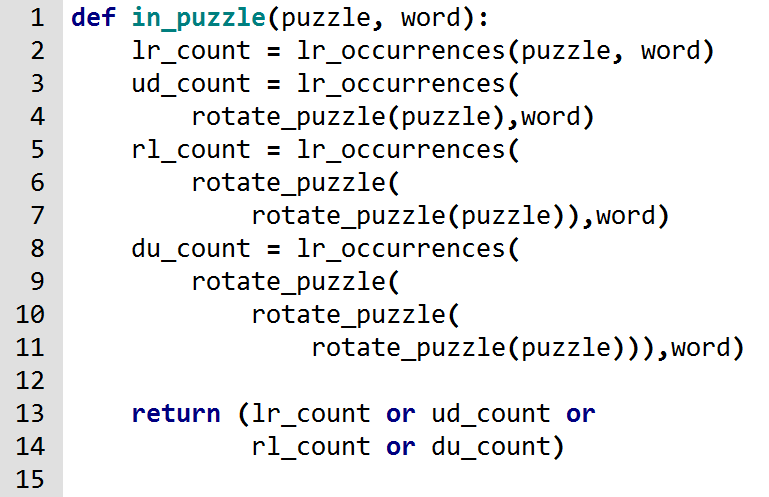 1 def in_puzzle(puzzle, word):
2     lr_count = lr_occurrences(puzzle, word)
3     ud_count = lr_occurrences(
4         rotate_puzzle(puzzle),word)
5     rl_count = lr_occurrences(
6         rotate_puzzle(
7             rotate_puzzle(puzzle)),word)
8     du_count = lr_occurrences(
9         rotate_puzzle(
10             rotate_puzzle(
11                 rotate_puzzle(puzzle))),word)
12
13     return (lr_count or ud_count or
14             rl_count or du_count)
15